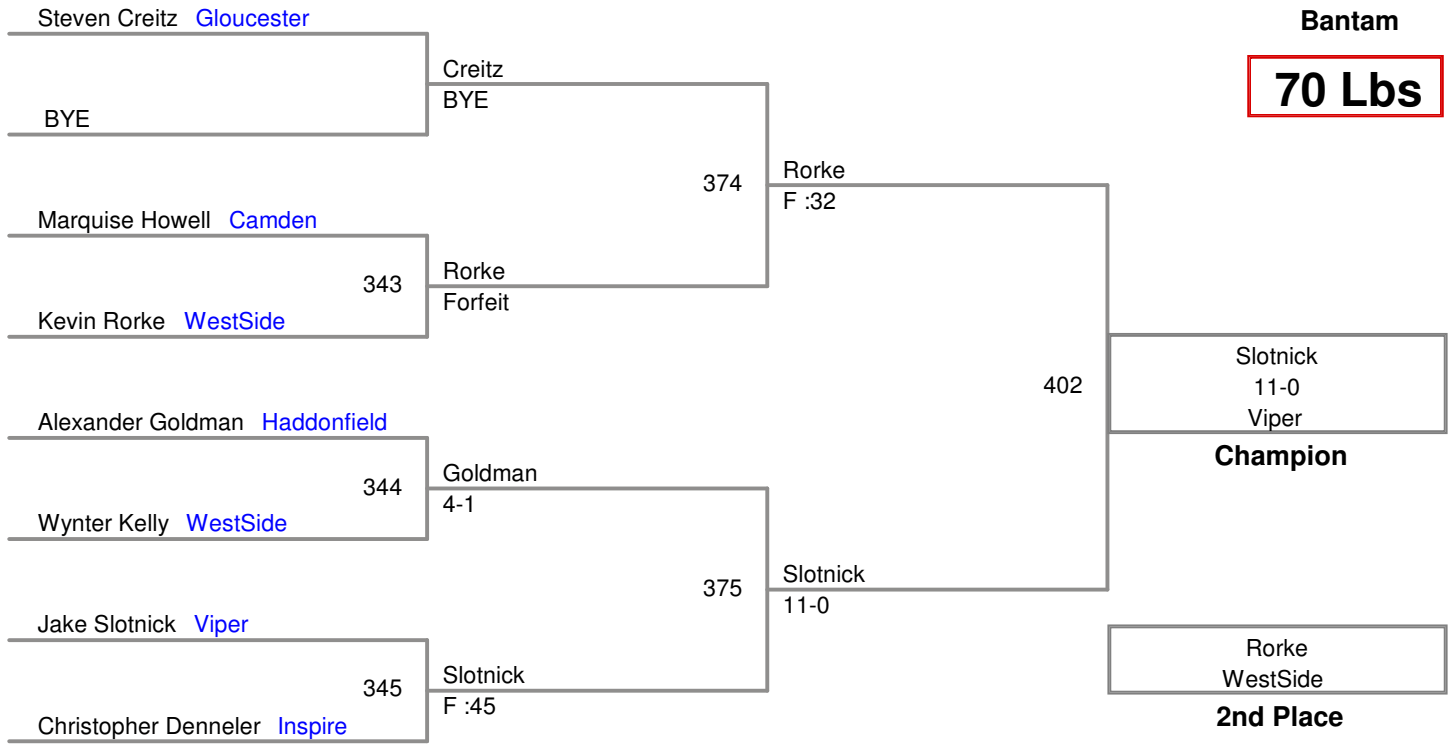 Steven Creitz Gloucester
BYE
Marquise Howell Camden
343
Kevin Rorke WestSide
Alexander Goldman Haddonfield
344
Wynter Kelly WestSide
Jake Slotnick Viper
345
Christopher Denneler Inspire
Creitz
BYE
374
Rorke
Forfeit
Goldman
4-1
375
Slotnick
F :45
Rorke
F :32
402
Slotnick
11-0
Bantam
70 Lbs
Slotnick
11-0
Viper
Champion
Rorke
WestSide
2nd Place